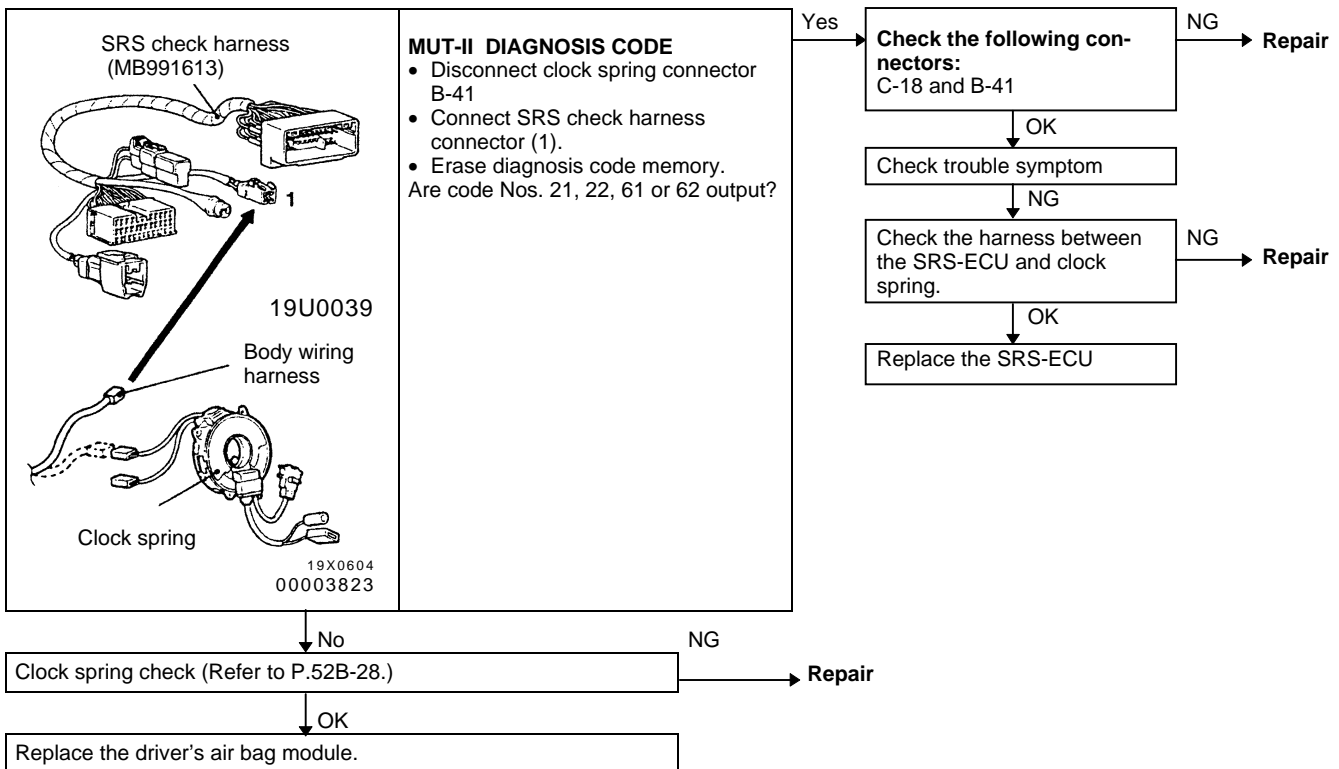 SRS check harness
(MB991613)
1
19U0039
Body wiring
harness
Clock spring
19X0604
00003823
MUT-II DIAGNOSIS CODE
• Disconnect clock spring connector
B-41
• Connect SRS check harness
connector (1).
• Erase diagnosis code memory.
Are code Nos. 21, 22, 61 or 62 output?
Yes
Check the following con-
nectors:
C-18 and B-41
NG
Repair
OK
Check trouble symptom
NG
Check the harness between
the SRS-ECU and clock
spring.
NG
Repair
OK
Replace the SRS-ECU
No
Clock spring check (Refer to P.52B-28.)
NG
Repair
OK
Replace the driver's air bag module.